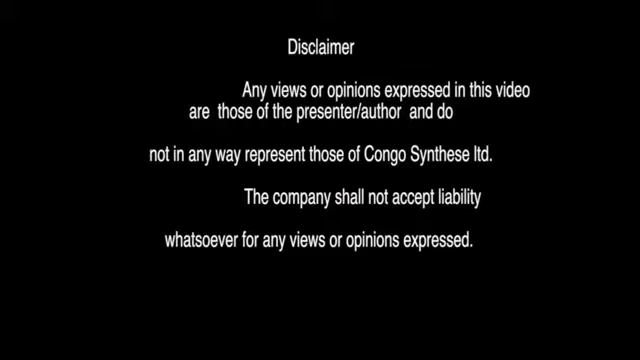 Disclaimer
Any views or opinions expressed in this video
are those of the presenter/author and do
not in any way represent those of Congo Synthese ltd.
The company shall not accept liability
whatsoever for any views or opinions expressed.